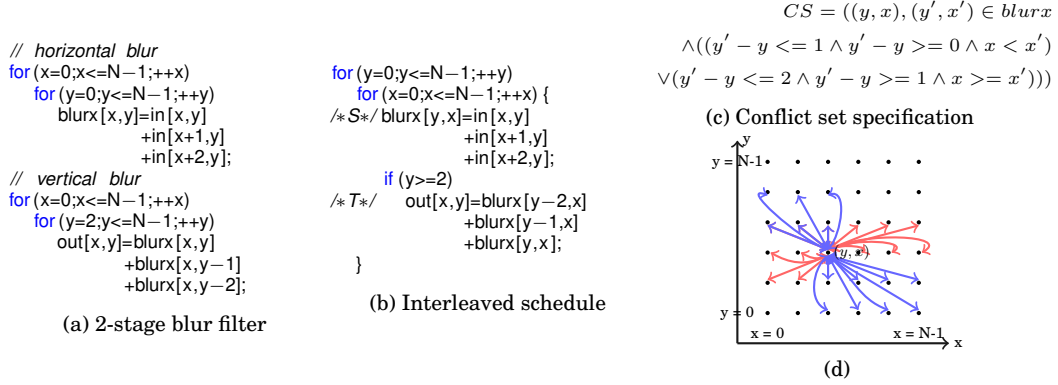 // horizontal blur
for(x=0;x<=N−1;++x)
for(y=0;y<=N−1;++y)
blurx[x,y]=in[x,y]
+in[x+1,y]
+in[x+2,y];
// vertical blur
for(x=0;x<=N−1;++x)
for(y=2;y<=N−1;++y)
out[x,y]=blurx[x,y]
+blurx[x,y−1]
+blurx[x,y−2];
(a) 2-stage blur filter
for(y=0;y<=N−1;++y)
for(x=0;x<=N−1;++x) {
/*S*/ blurx[y,x]=in[x,y]
+in[x+1,y]
+in[x+2,y];
if(y>=2)
/*T*/ out[x,y]=blurx[y−2,x]
+blurx[y−1,x]
+blurx[y,x];
}
(b) Interleaved schedule
CS = ((y, x), (y′, x′) ∈ blurx
∧((y′ − y <= 1 ∧ y′ − y >= 0 ∧ x < x′)
∨(y′ − y <= 2 ∧ y′ − y >= 1 ∧ x >= x′)))
(c) Conflict set specification
y
y = N-1
(y, x)
y = 0
x = 0 x = N-1 x
(d)